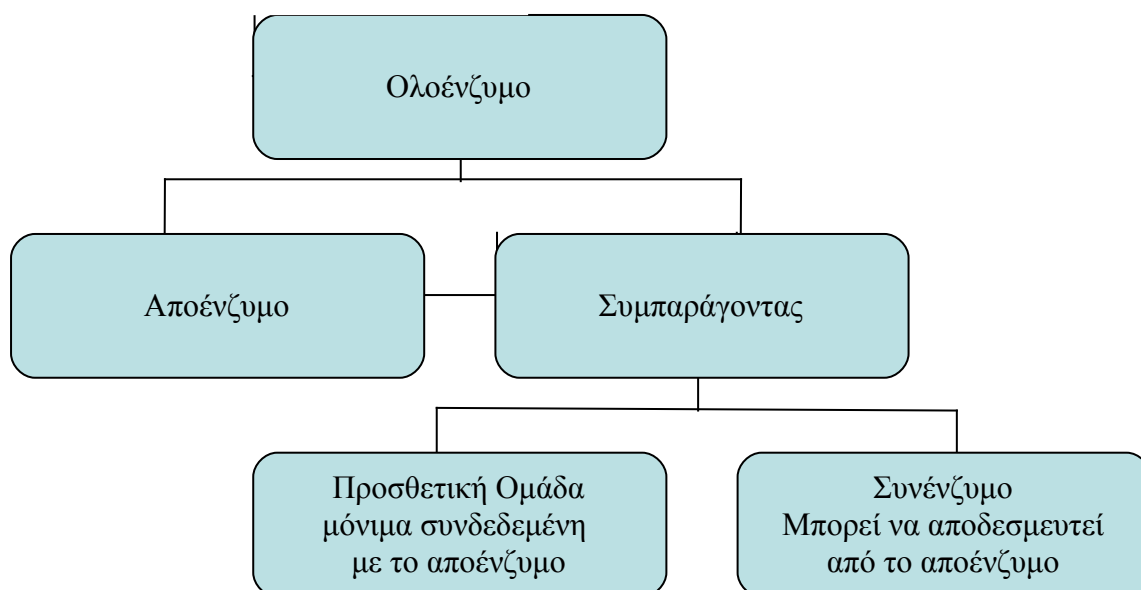 Ολοένζυμο
Αποένζυμο
Συμπαράγοντας
Προσθετική Ομάδα
μόνιμα συνδεδεμένη
με το αποένζυμο
Συνένζυμο
Μπορεί να αποδεσμευτεί
από το αποένζυμο